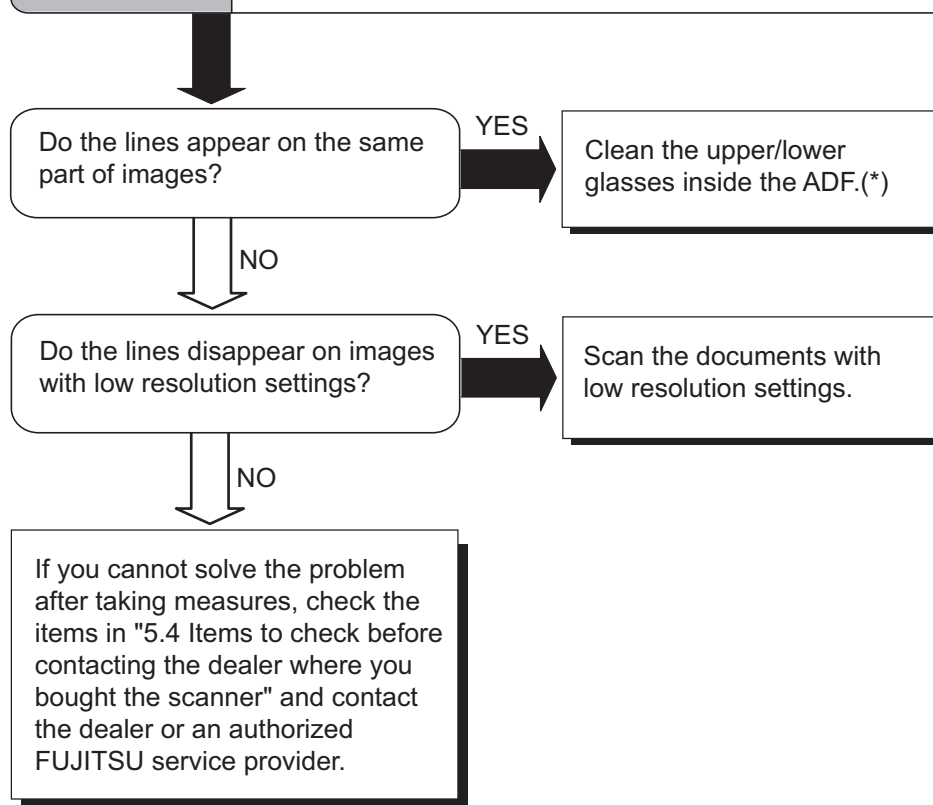 Do the lines appear on the same
part of images?
YES
Clean the upper/lower
glasses inside the ADF.(*)
NO
Do the lines disappear on images
with low resolution settings?
YES
Scan the documents with
low resolution settings.
NO
If you cannot solve the problem
after taking measures, check the
items in "5.4 Items to check before
contacting the dealer where you
bought the scanner" and contact
the dealer or an authorized
FUJITSU service provider.